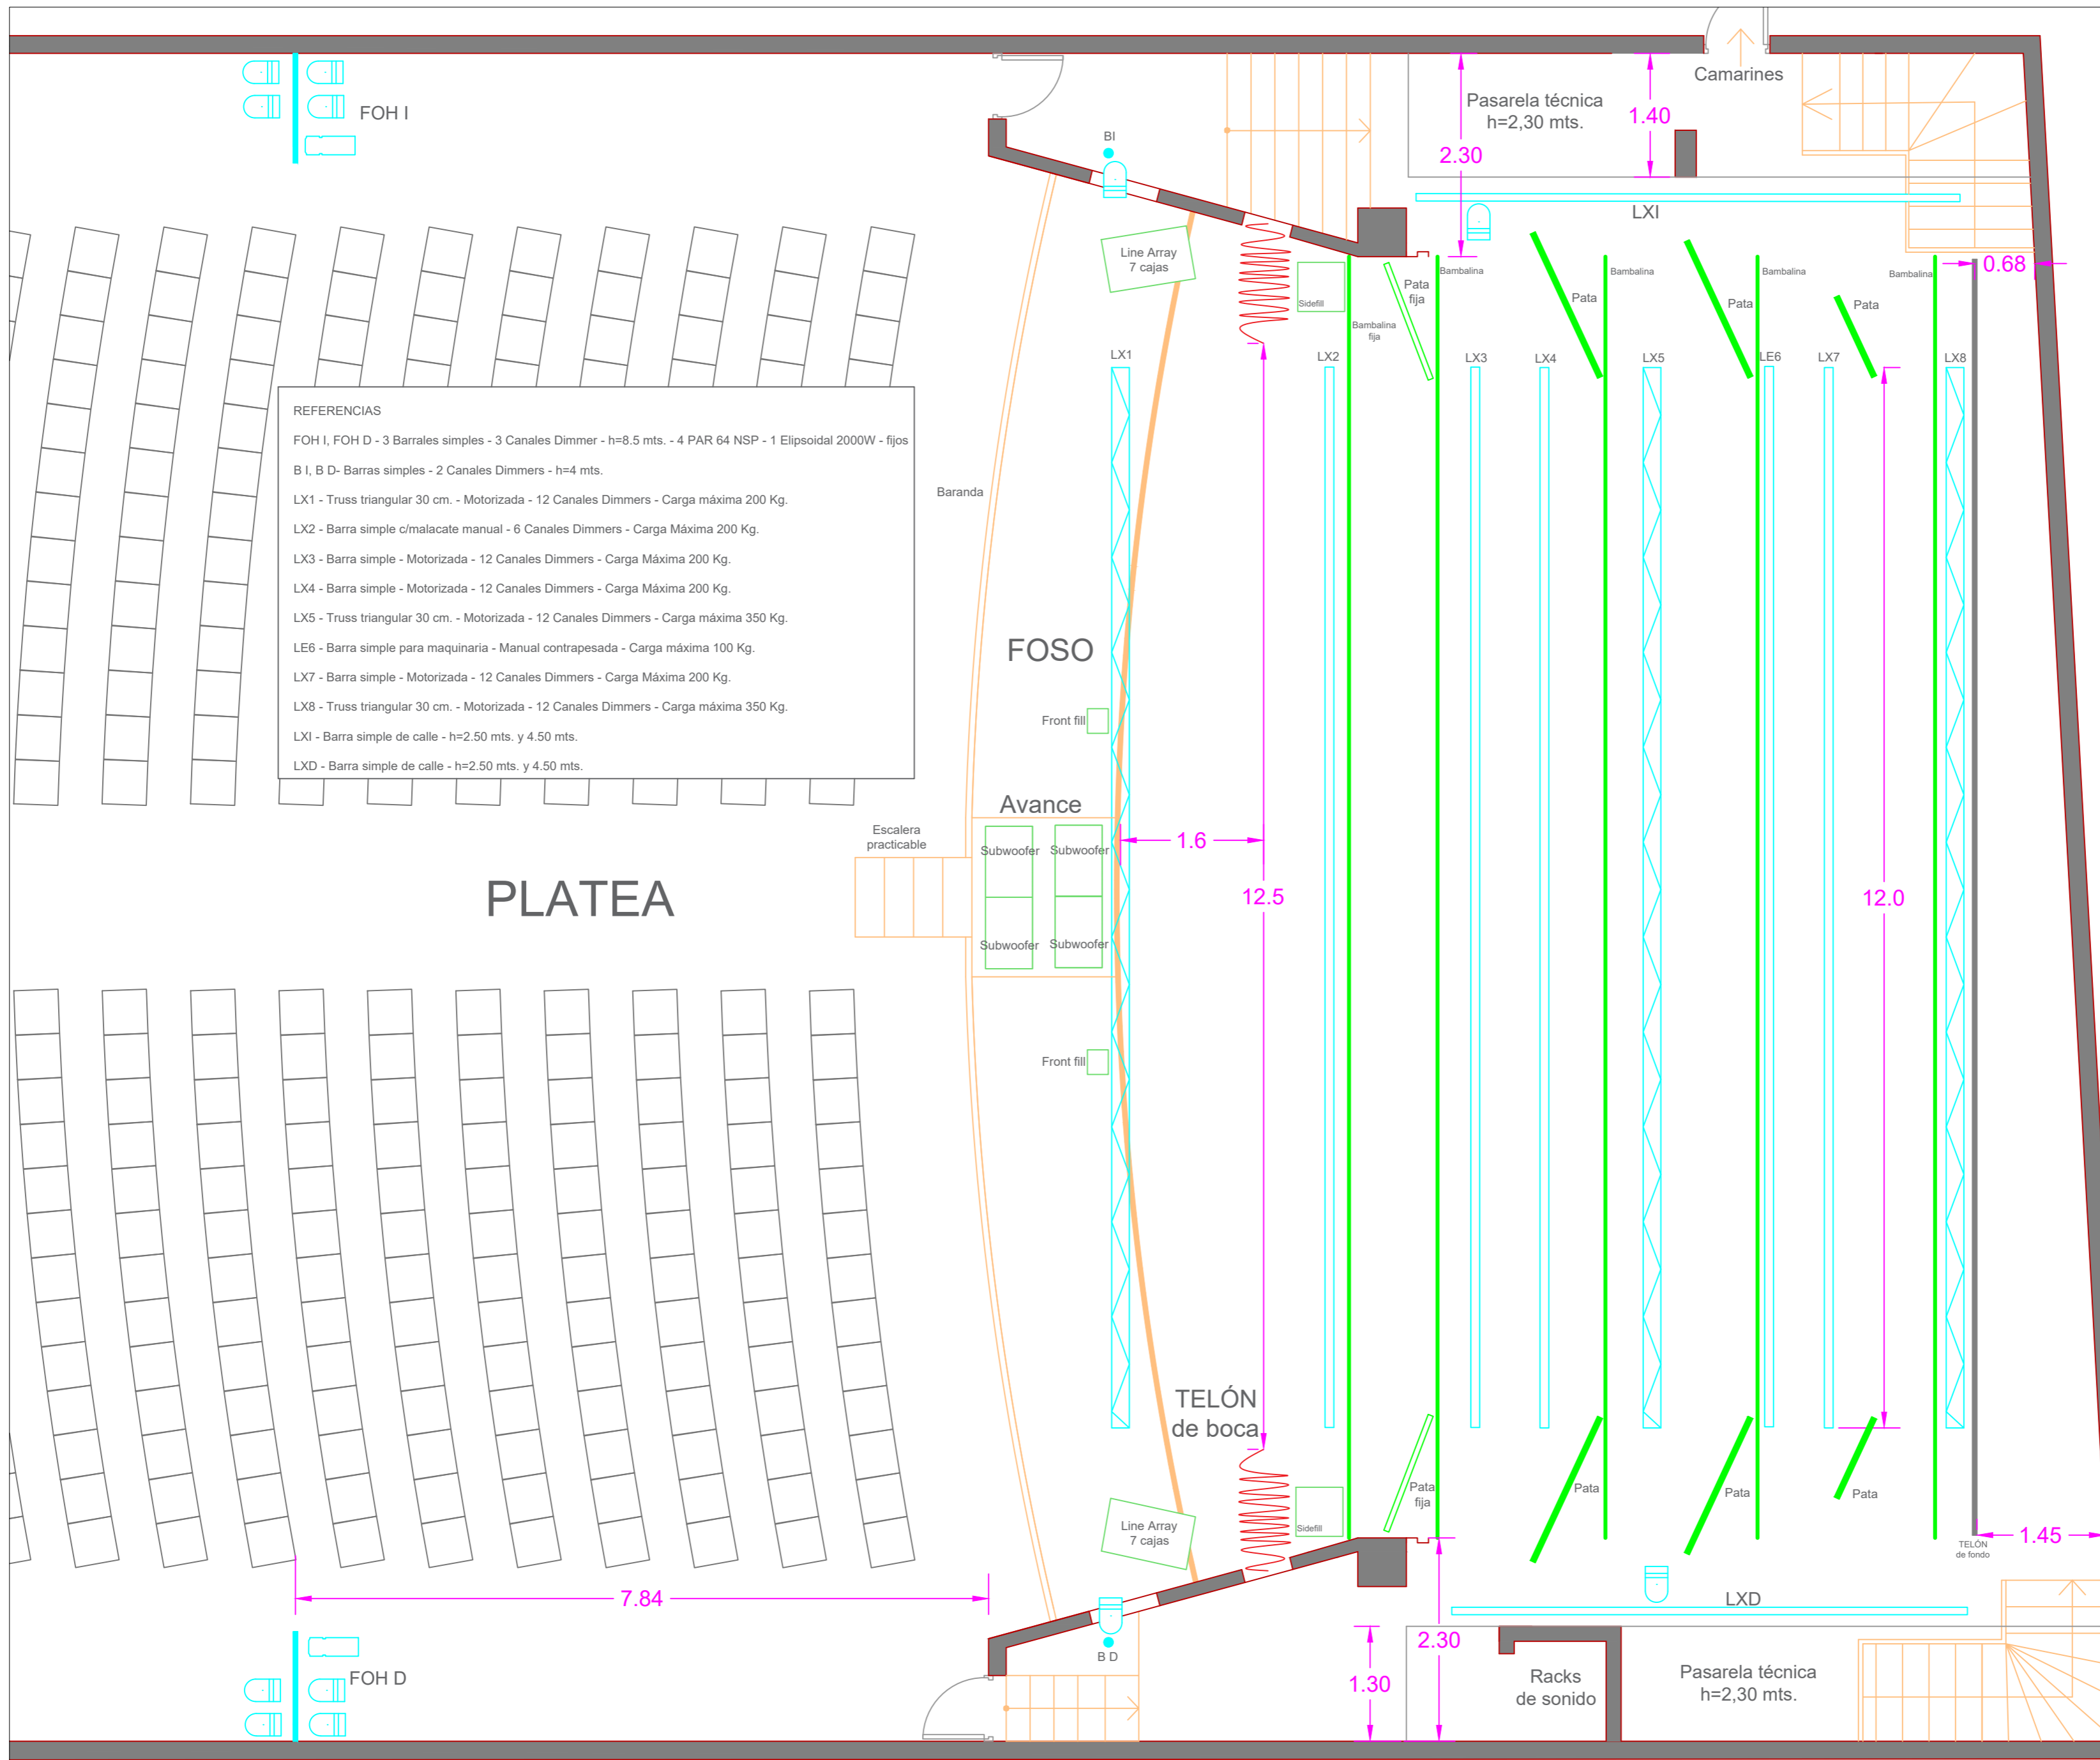 Camarines
Pasarela técnica
h=2,30 mts.
1.40
FOH I
BI
2.30
LXI
Line Array
7 cajas
Sidefill
Pata
fija
Bambalina
Bambalina
Bambalina
Bambalina
0.68
Pata
Pata
Pata
Bambalina
fija
LX1
LX2
LX3
LX4
LX5
LE6
LX7
LX8
REFERENCIAS
FOH I, FOH D - 3 Barrales simples - 3 Canales Dimmer - h=8.5 mts. - 4 PAR 64 NSP - 1 Elipsoidal 2000W - fijos
B I, B D- Barras simples - 2 Canales Dimmers - h=4 mts.
LX1 - Truss triangular 30 cm. - Motorizada - 12 Canales Dimmers - Carga máxima 200 Kg.
LX2 - Barra simple c/malacate manual - 6 Canales Dimmers - Carga Máxima 200 Kg.
LX3 - Barra simple - Motorizada - 12 Canales Dimmers - Carga Máxima 200 Kg.
LX4 - Barra simple - Motorizada - 12 Canales Dimmers - Carga Máxima 200 Kg.
LX5 - Truss triangular 30 cm. - Motorizada - 12 Canales Dimmers - Carga máxima 350 Kg.
LE6 - Barra simple para maquinaria - Manual contrapesada - Carga máxima 100 Kg.
LX7 - Barra simple - Motorizada - 12 Canales Dimmers - Carga Máxima 200 Kg.
LX8 - Truss triangular 30 cm. - Motorizada - 12 Canales Dimmers - Carga máxima 350 Kg.
LXI - Barra simple de calle - h=2.50 mts. y 4.50 mts.
LXD - Barra simple de calle - h=2.50 mts. y 4.50 mts.
Baranda
FOSO
Front fill
Avance
Escalera
practicable
Subwoofer
Subwoofer
1.6
PLATEA
12.5
12.0
Subwoofer
Subwoofer
Front fill
TELÓN
de boca
Line Array
7 cajas
Sidefill
Pata
fija
Pata
Pata
Pata
1.45
TELÓN
de fondo
7.84
LXD
B D
2.30
1.30
FOH D
Racks
de sonido
Pasarela técnica
h=2,30 mts.